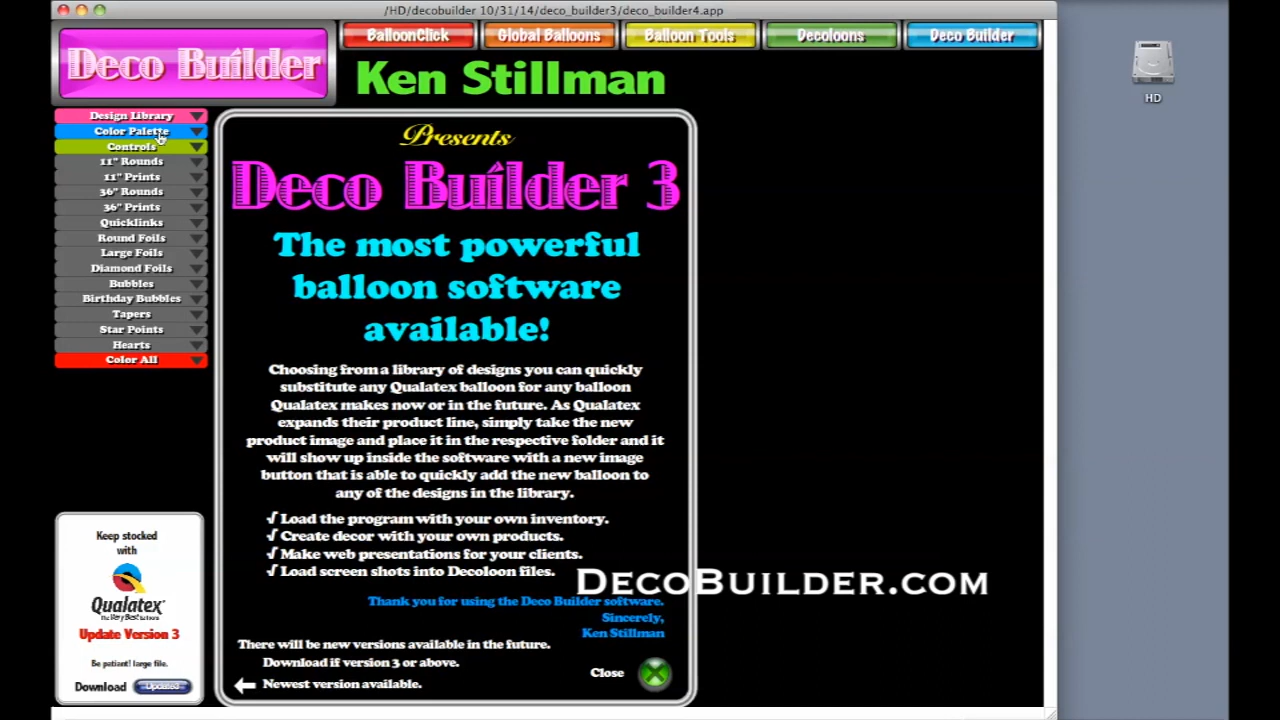 /HD/decobuilder 10/31/14/deco_builder3/deco_builder4.app
Deco Builder
BalloonClick
Global Balloons
Balloon Tools
Decoloons
Deco Builder
Ken Stillman
HD
Design Library
Color Palette
Controls
11" Rounds
11" Prints
36" Rounds
36" Prints
Quicklinks
Round Foils
Large Foils
Diamond Foils
Bubbles
Birthday Bubbles
Tapers
Star Points
Hearts
Color All
Presents
Deco Builder 3
The most powerful
balloon software
available!
Choosing from a library of designs you can quickly
substitute any Qualatex balloon for any balloon
Qualatex makes now or in the future. As Qualatex
expands their product line, simply take the new
product image and place it in the respective folder and it
will show up inside the software with a new image
button that is able to quickly add the new balloon to
any of the designs in the library.
√ Load the program with your own inventory.
√ Create decor with your own products.
√ Make web presentations for your clients.
√ Load screen shots into Decoloon files.
DecoBuilder.com
Thank you for using the Deco Builder software.
Sincerely,
Ken Stillman
There will be new versions available in the future.
Download if version 3 or above.
Newest version available.
Close
Keep stocked
with
Qualatex
The Very Best Balloons
Update Version 3
Be patient! large file.
Download